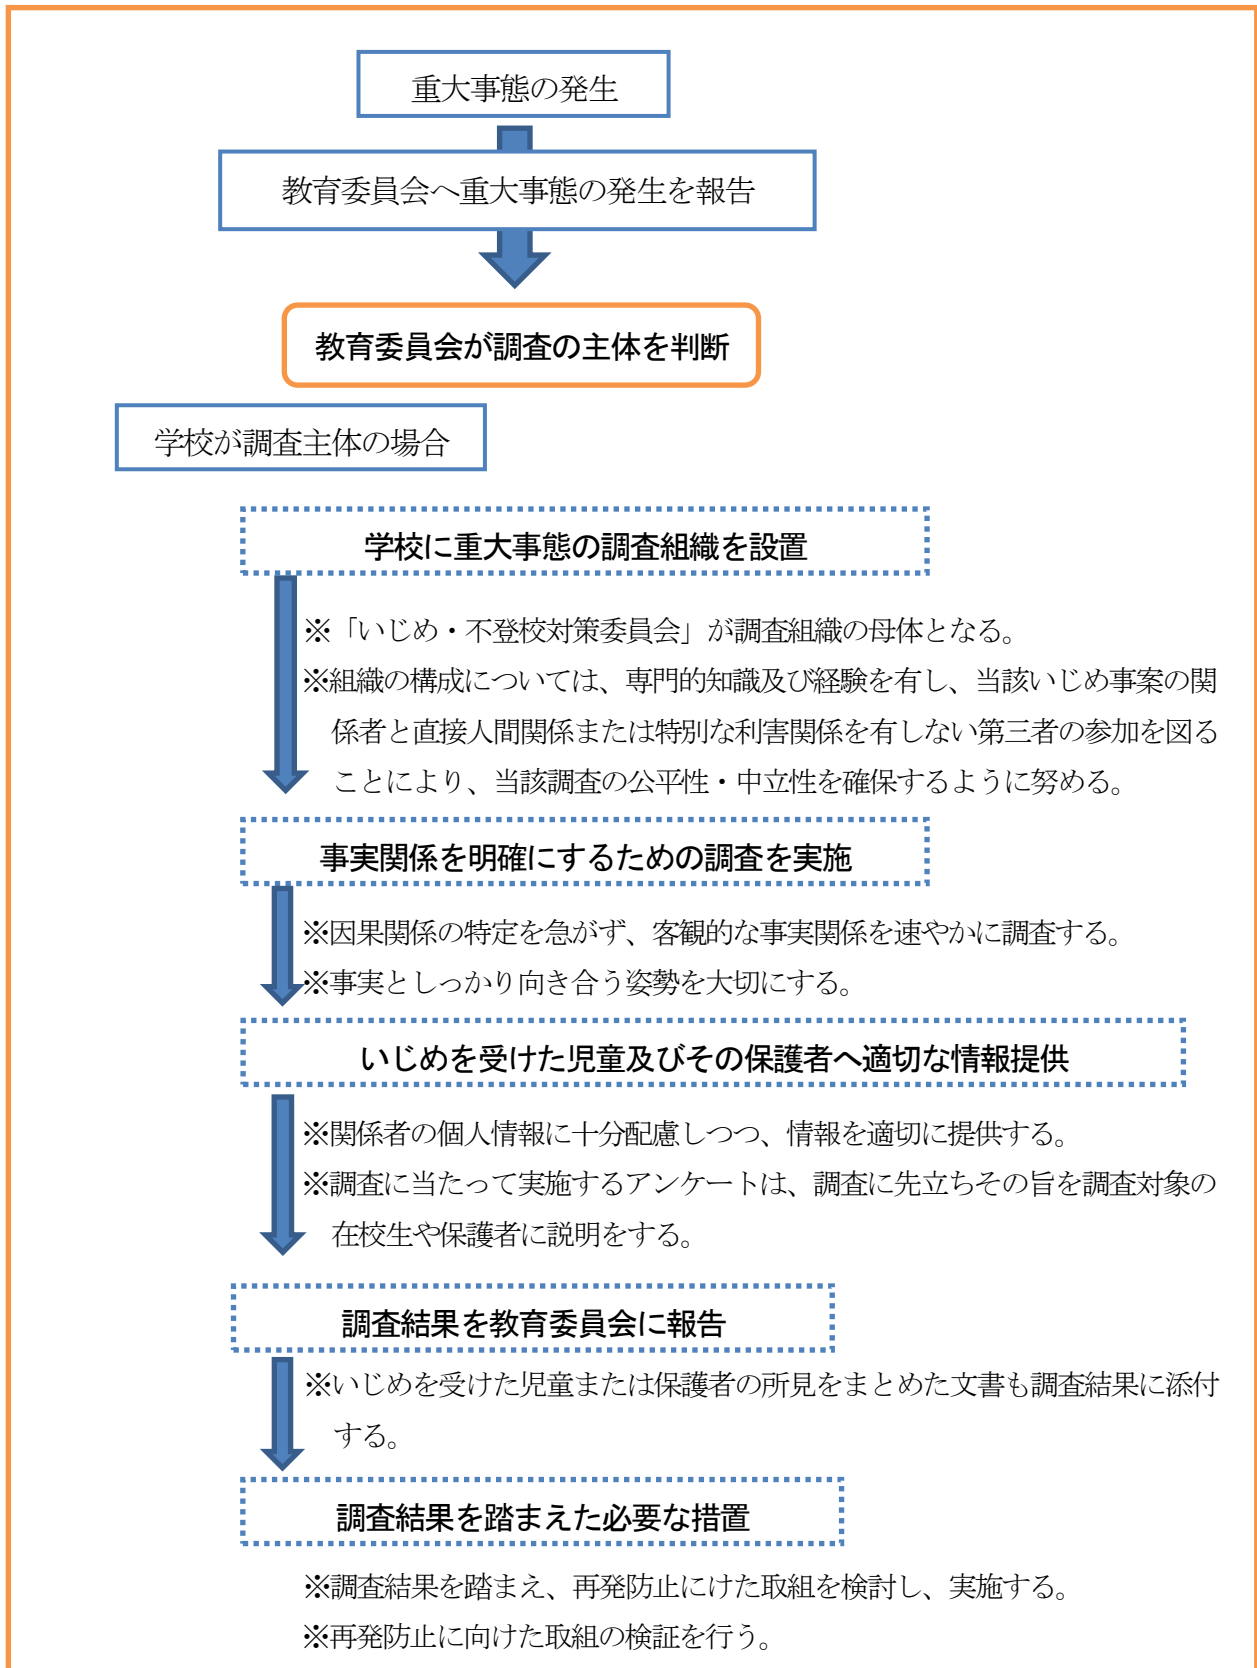 重大事態の発生
教育委員会へ重大事態の発生を報告
教育委員会が調査の主体を判断
学校が調査主体の場合
学校に重大事態の調査組織を設置
※「いじめ・不登校対策委員会」が調査組織の母体となる。
※組織の構成については、専門的知識及び経験を有し、当該いじめ事案の関
係者と直接人間関係または特別な利害関係を有しない第三者の参加を図る
ことにより、当該調査の公平性・中立性を確保するように努める。
事実関係を明確にするための調査を実施
※因果関係の特定を急がず、客観的な事実関係を速やかに調査する。
※事実としっかり向き合う姿勢を大切にする。
いじめを受けた児童及びその保護者へ適切な情報提供
※関係者の個人情報に十分配慮しつつ、情報を適切に提供する。
※調査に当たって実施するアンケートは、調査に先立ちその旨を調査対象の
在校生や保護者に説明をする。
調査結果を教育委員会に報告
※いじめを受けた児童または保護者の所見をまとめた文書も調査結果に添付
する。
調査結果を踏まえた必要な措置
※調査結果を踏まえ、再発防止にけた取組を検討し、実施する。
※再発防止に向けた取組の検証を行う。